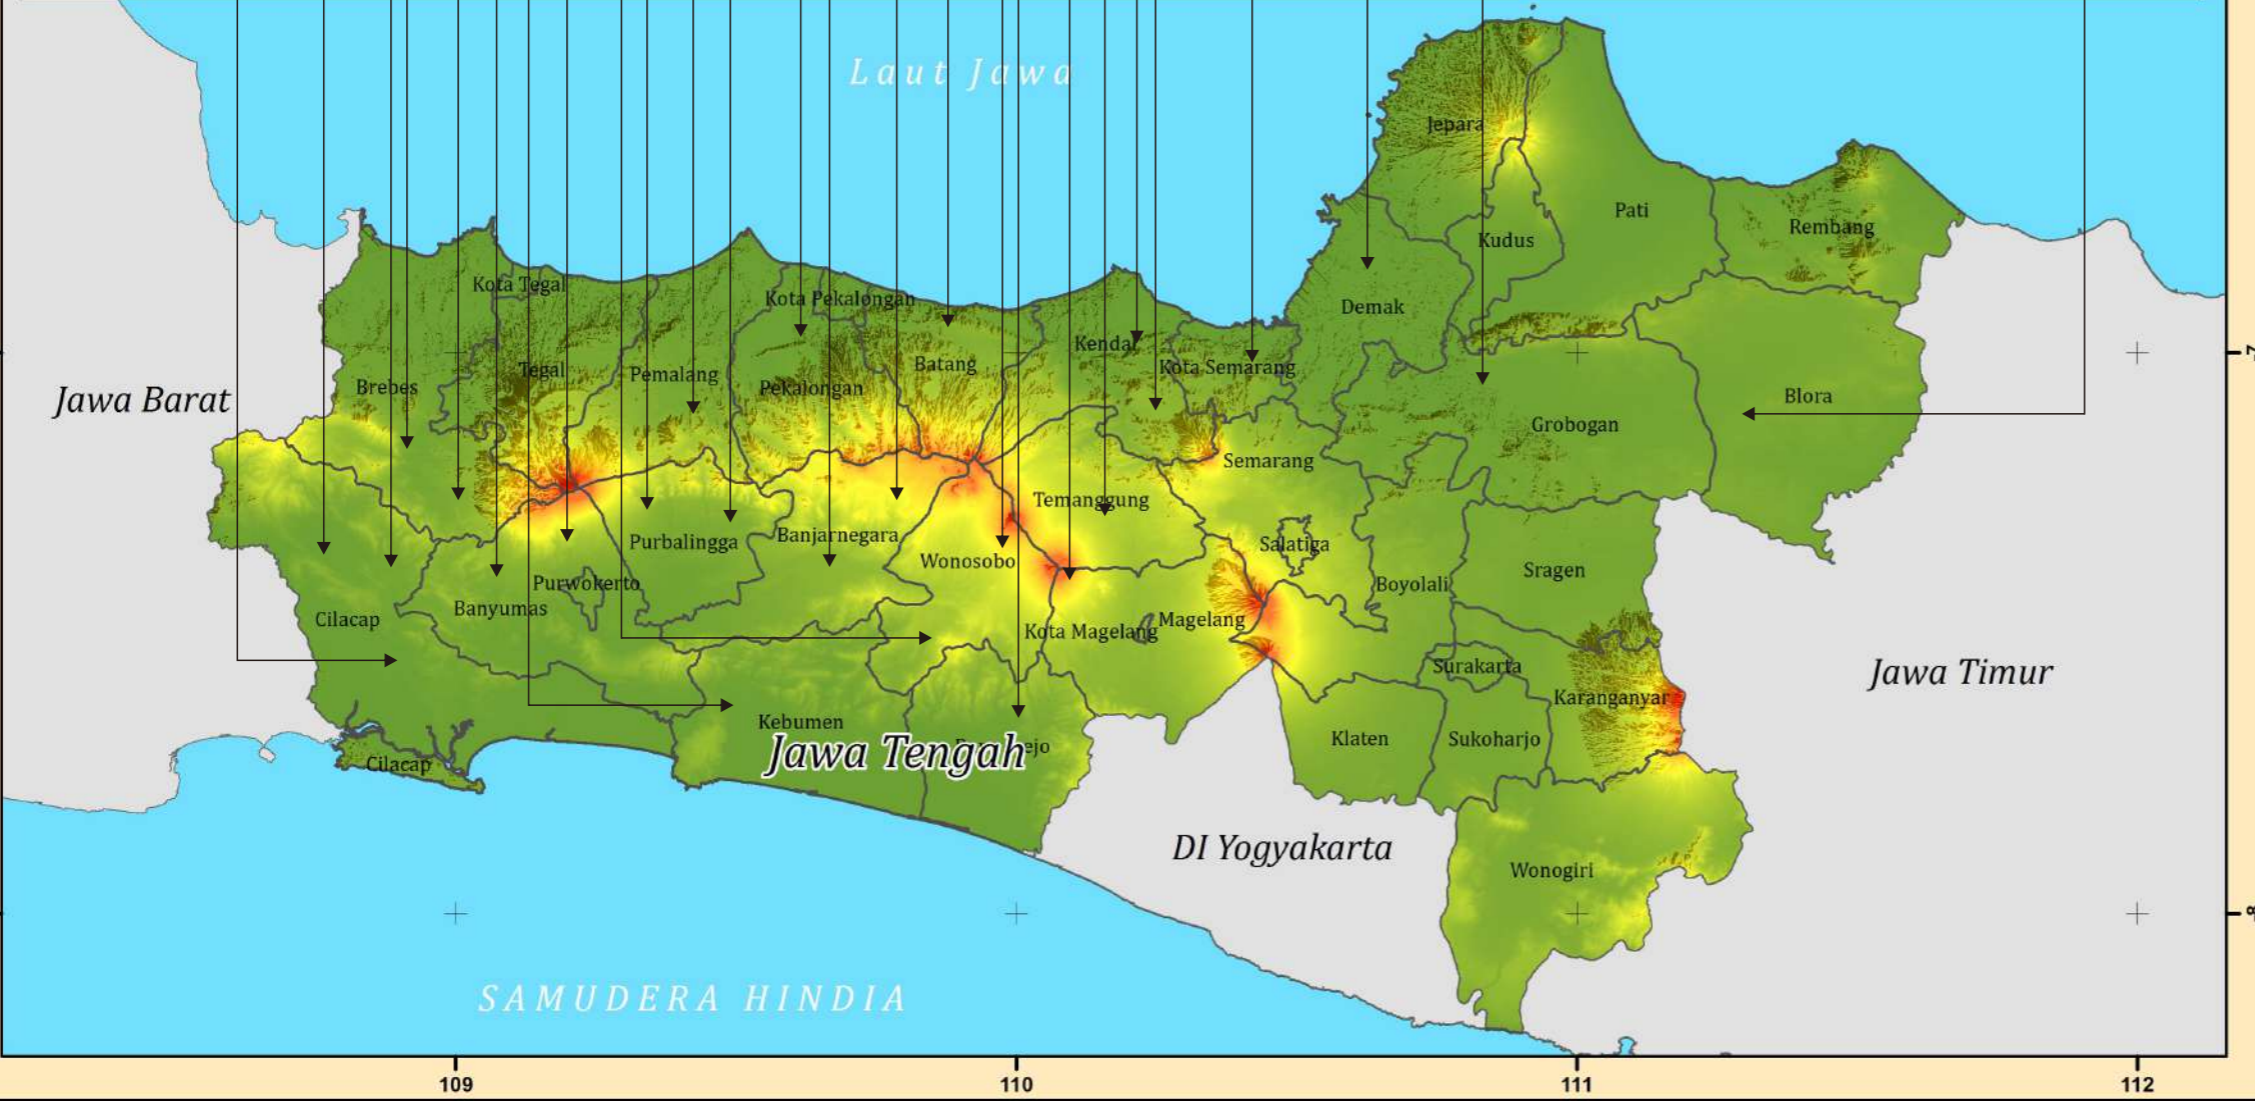 Laut Jawa
Jepara
Pati
Rembang
Kudus
Kota Tegal
Kota Pekalongan
Demak
Kendal
Kota Semarang
Batang
Tegal
Pemalang
Brebes
Pekalongan
Blora
Jawa Barat
Grobogan
Semarang
Temanggung
Purbalingga
Banjarnegara
Salatiga
Wonosobo
Sragen
Purwokerto
Boyolali
Banyumas
Cilacap
Magelang
Kota Magelang
Surakarta
Jawa Timur
Karanganyar
Kebumen
Klaten
Sukoharjo
Jawa Tengah
Cilacap
DI Yogyakarta
Wonogiri
SAMUDERA HINDIA
7
8
109
110
111
112